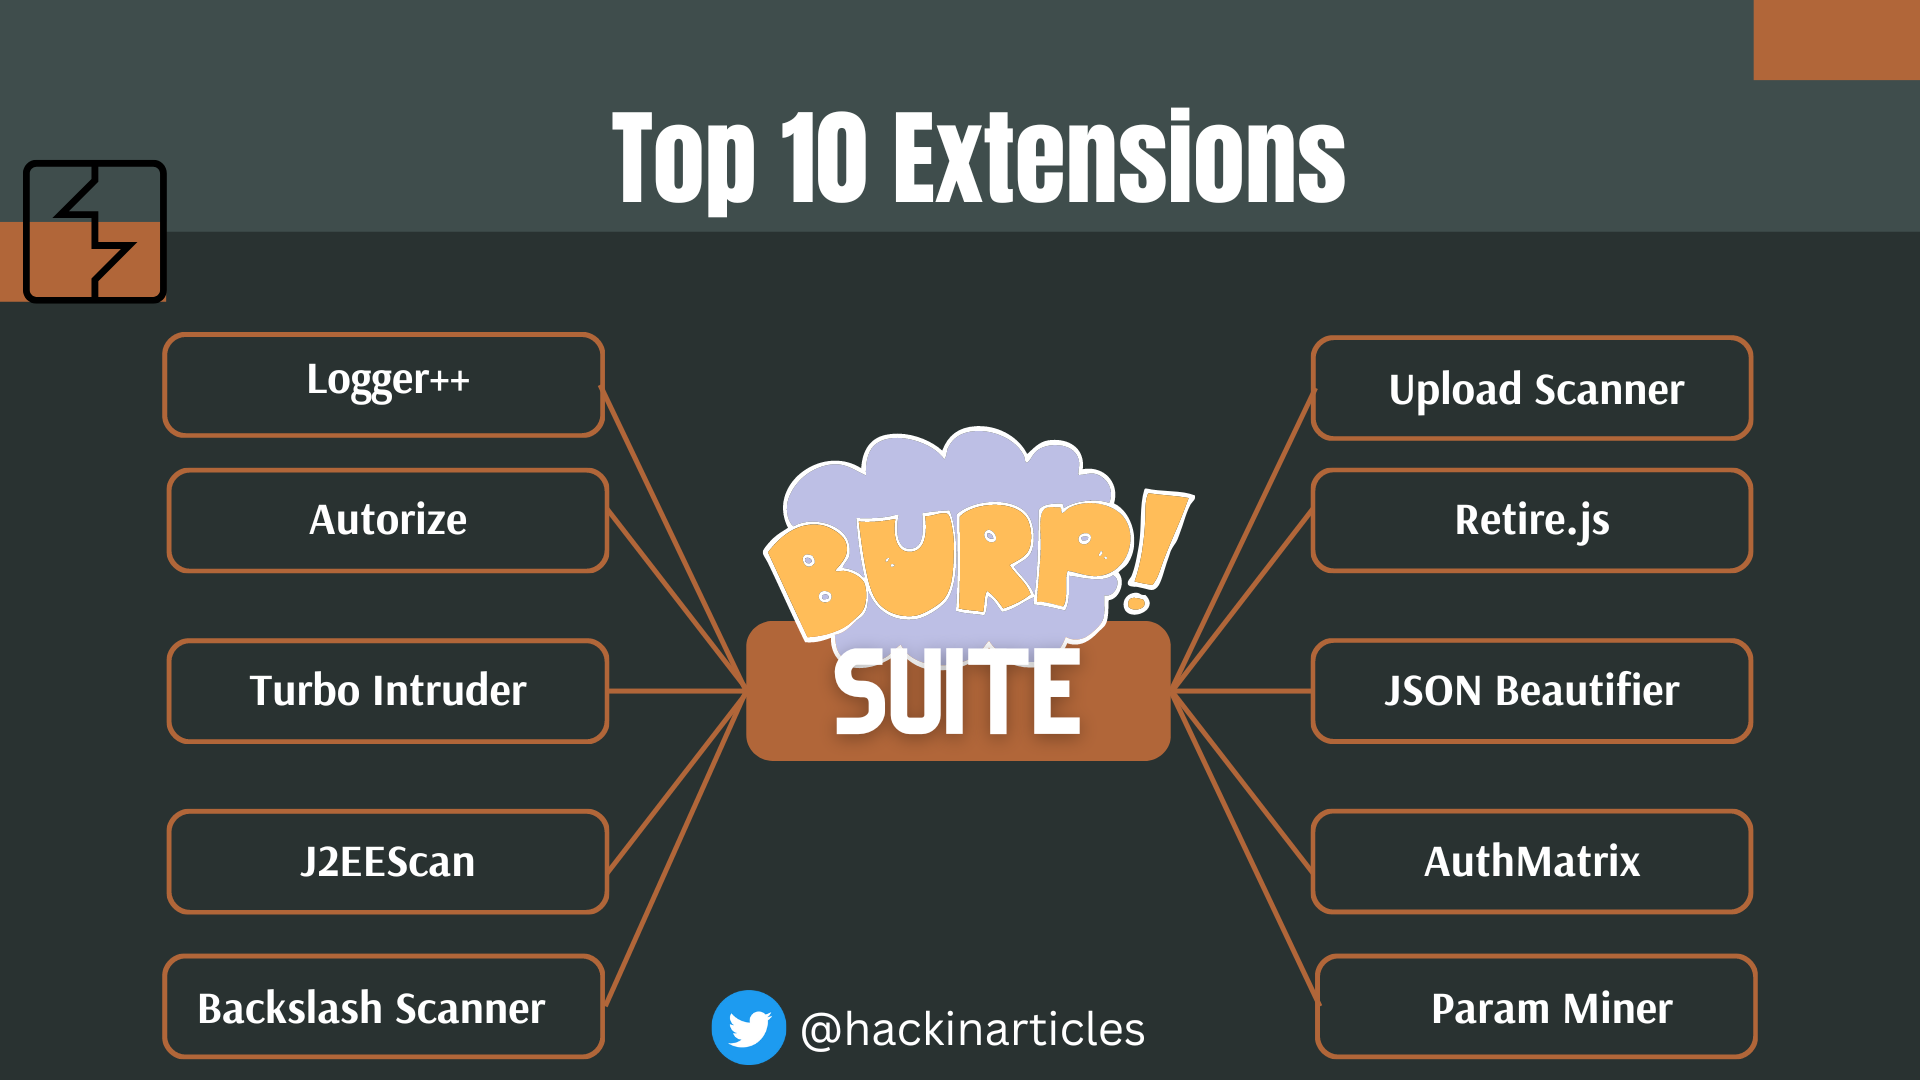 Top 10 Extensions
Logger++
Autorize
Turbo Intruder
J2EEScan
Backslash Scanner
BURP!
SUITE
Upload Scanner
Retire.js
JSON Beautifier
AuthMatrix
Param Miner
@hackinarticles